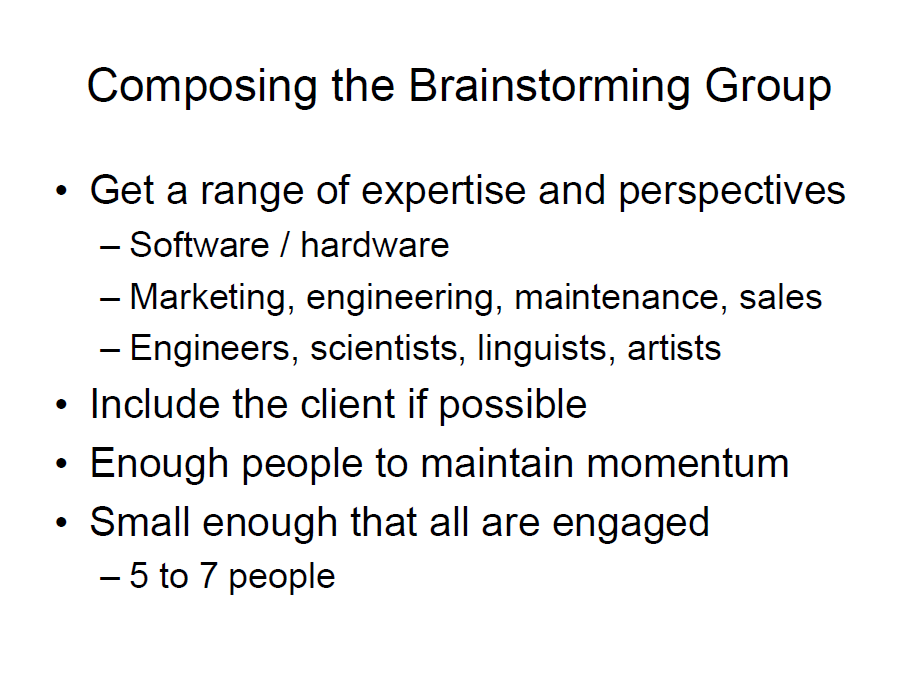 Composing the Brainstorming Group
• Get a range of expertise and perspectives
– Software / hardware
– Marketing, engineering, maintenance, sales
– Engineers, scientists, linguists, artists
• Include the client if possible
• Enough people to maintain momentum
• Small enough that all are engaged
– 5 to 7 people